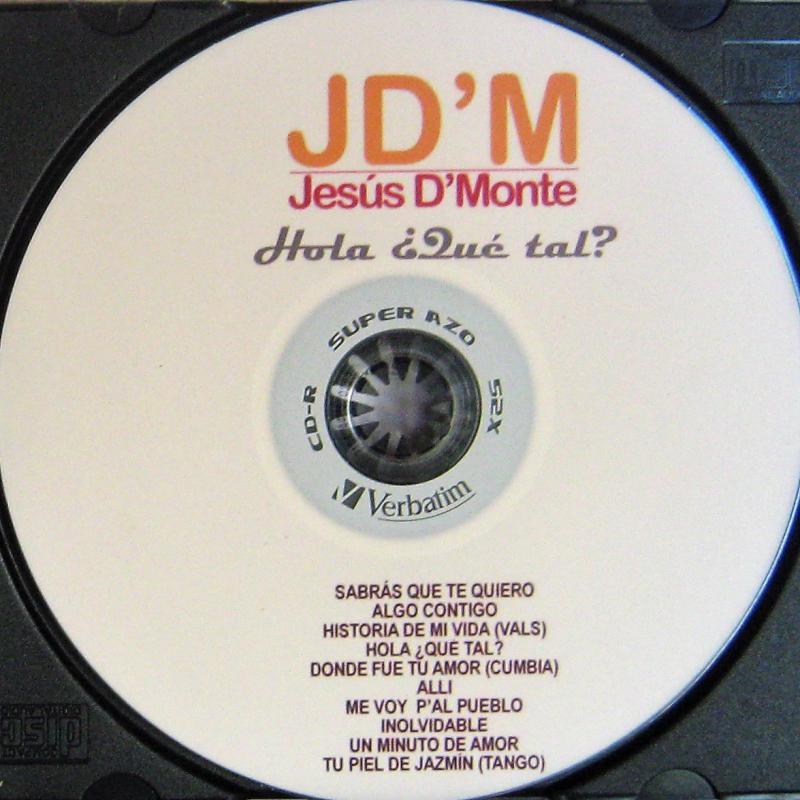 JD'M
Jesús D'Monte
Hola ¿Qué tal?
SUPER AZO
CD-R
52X
Verbatim
SABRÁS QUE TE QUIERO
ALGO CONTIGO
HISTORIA DE MI VIDA (VALS)
HOLA ¿QUÉ TAL?
DONDE FUE TU AMOR (CUMBIA)
ALLI
ME VOY P'AL PUEBLO
INOLVIDABLE
UN MINUTO DE AMOR
TU PIEL DE JAZMÍN (TANGO)